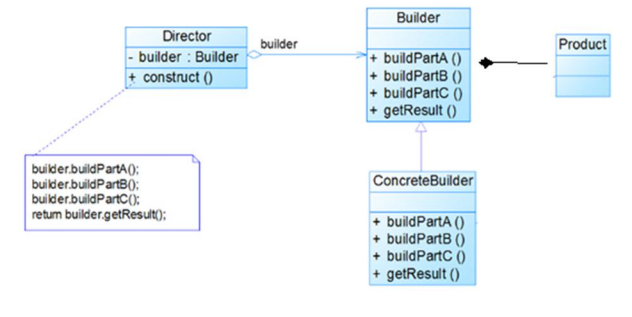 Director
- builder : Builder
+ construct ()
builder
Builder
+ buildPartA ()
+ buildPartB ()
+ buildPartC ()
+ getResult ()
Product
builder.buildPartA();
builder.buildPartB();
builder.buildPartC();
return builder.getResult();
ConcreteBuilder
+ buildPartA ()
+ buildPartB ()
+ buildPartC ()
+ getResult ()